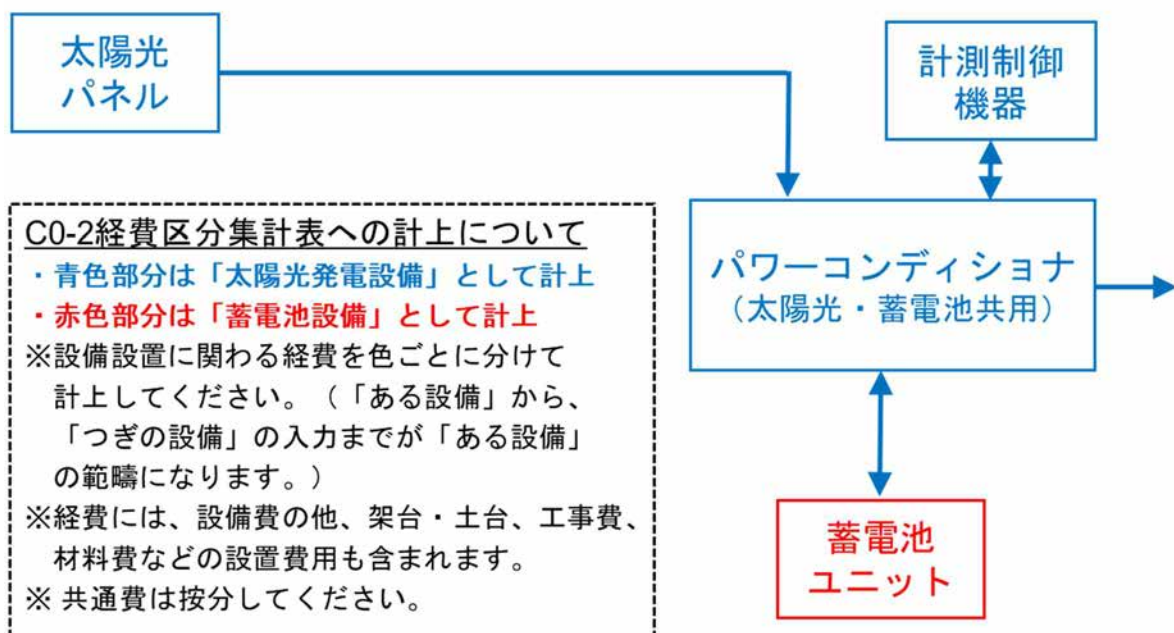 太陽光
パネル
計測制御
機器
C0-2経費区分集計表への計上について
・青色部分は「太陽光発電設備」として計上
・赤色部分は「蓄電池設備」として計上
※設備設置に関わる経費を色ごとに分けて
計上してください。（「ある設備」から、
「つぎの設備」の入力までが「ある設備」
の範疇になります。）
※経費には、設備費の他、架台・土台、工事費、
材料費などの設置費用も含まれます。
※ 共通費は按分してください。
パワーコンディショナ
（太陽光・蓄電池共用）
蓄電池
ユニット